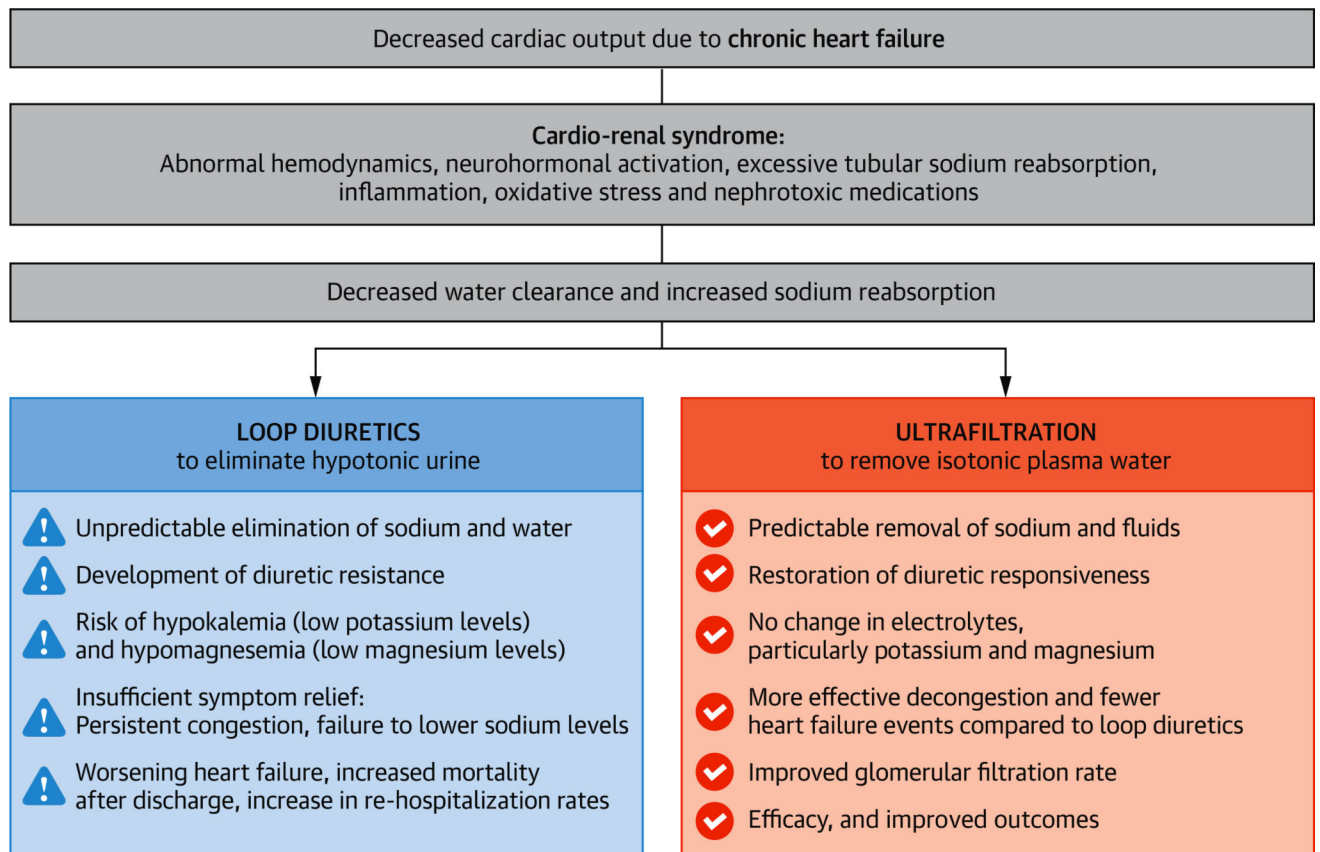 Decreased cardiac output due to chronic heart failure
Cardio-renal syndrome:
Abnormal hemodynamics, neurohormonal activation, excessive tubular sodium reabsorption,
inflammation, oxidative stress and nephrotoxic medications
Decreased water clearance and increased sodium reabsorption
LOOP DIURETICS
to eliminate hypotonic urine
Unpredictable elimination of sodium and water
Development of diuretic resistance
Risk of hypokalemia (low potassium levels)
and hypomagnesemia (low magnesium levels)
Insufficient symptom relief:
Persistent congestion, failure to lower sodium levels
Worsening heart failure, increased mortality
after discharge, increase in re-hospitalization rates
ULTRAFILTRATION
to remove isotonic plasma water
Predictable removal of sodium and fluids
Restoration of diuretic responsiveness
No change in electrolytes,
particularly potassium and magnesium
More effective decongestion and fewer
heart failure events compared to loop diuretics
Improved glomerular filtration rate
Efficacy, and improved outcomes